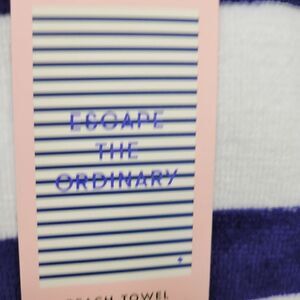 ESCAPE
THE
ORDINARY
BEACH TOWEL